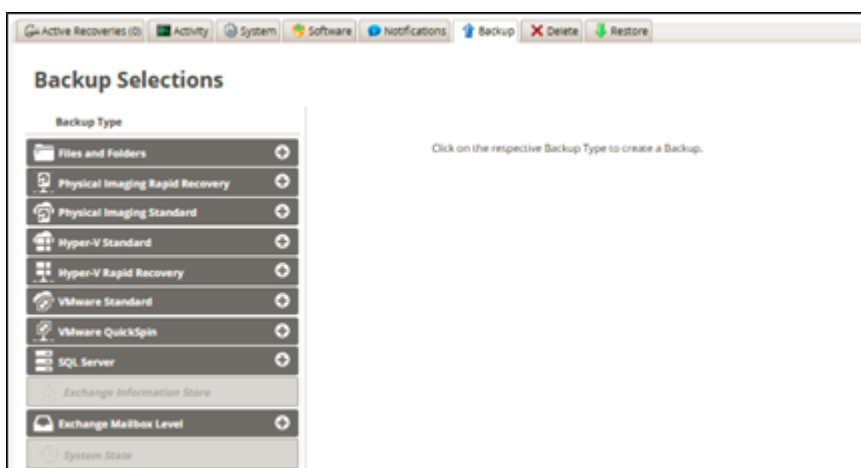 Active Recoveries (0) Activity System Software Notifications Backup Delete Restore
Backup Selections
Backup Type
Click on the respective Backup Type to create a Backup.
Files and Folders
Physical Imaging Rapid Recovery
Physical Imaging Standard
Hyper-V Standard
Hyper-V Rapid Recovery
VMware Standard
VMware QuickSpin
SQL Server
Exchange Information Store
Exchange Mailbox Level
System State